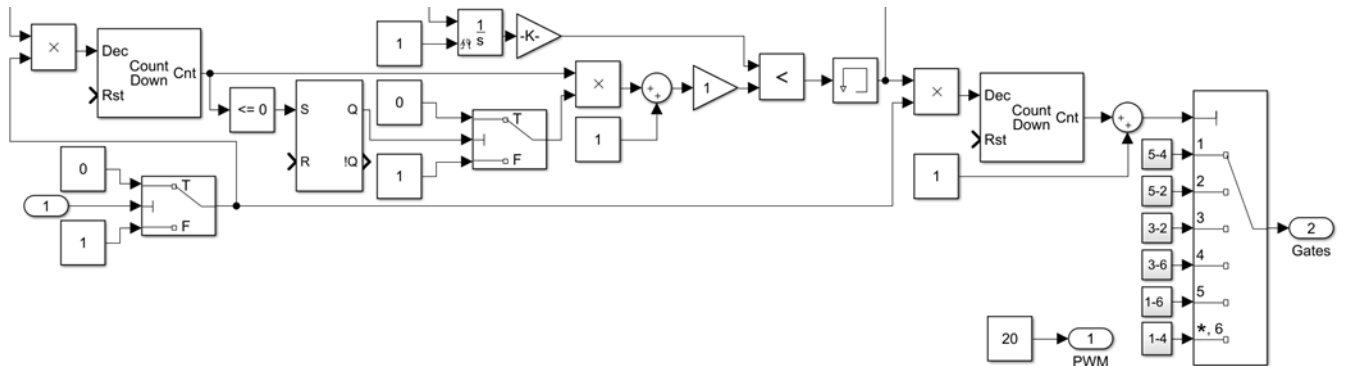 ×
Dec
Count
Down
Cnt
Rst
<= 0
S
Q
R
!Q
0
1
T
F
1
0
1
T
F
1
1
s
-K-
×
+
+
1
1
<
×
Dec
Count
Down
Cnt
Rst
1
+
+
5-4
5-2
3-2
3-6
1-6
1-4
1
2
3
4
5
*, 6
2
Gates
20
1
PWM